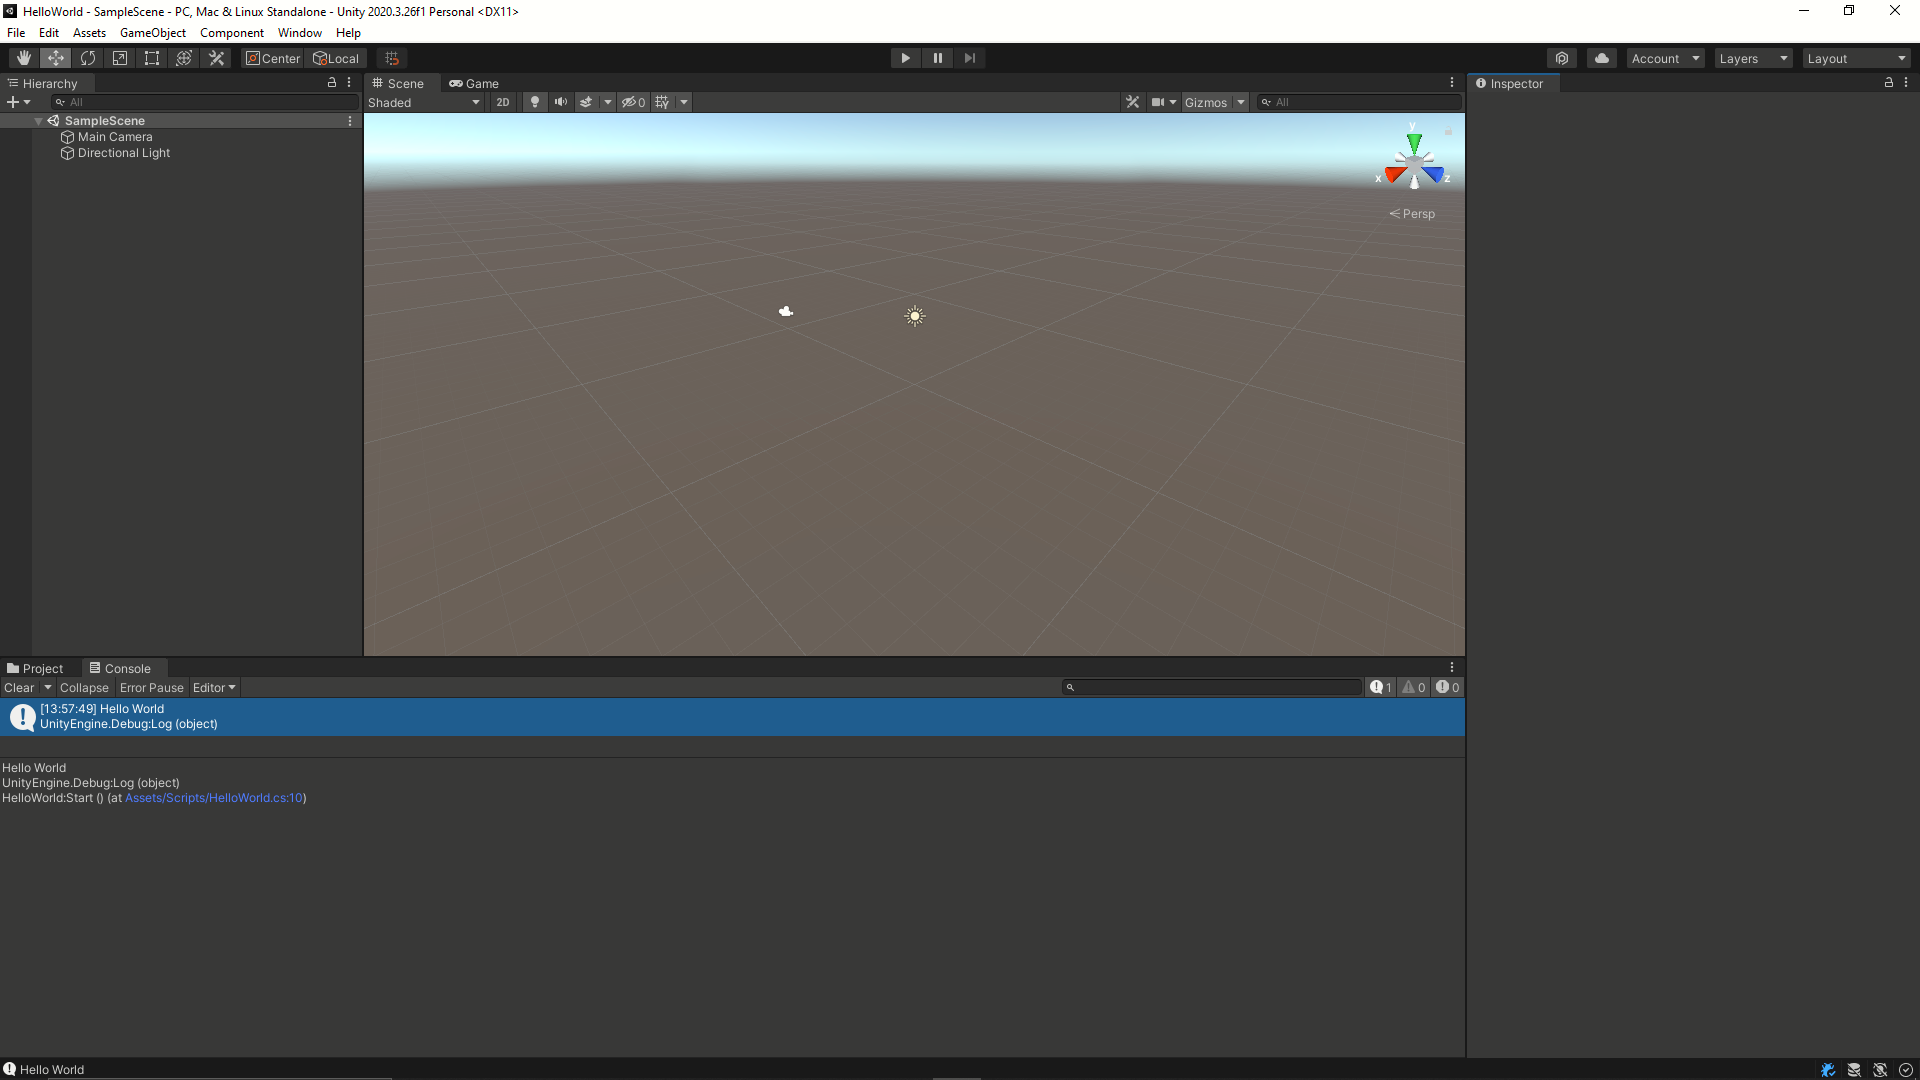 HelloWorld - SampleScene - PC, Mac & Linux Standalone - Unity 2020.3.26f1 Personal <DX11>
File Edit Assets GameObject Component Window Help
Center Local Account Layers Layout
Hierarchy
All
SampleScene
Main Camera
Directional Light
Scene Game
Shaded 2D 0 Gizmos All
y
x z
Persp
Inspector
Project Console
Clear Collapse Error Pause Editor 1 0 0
[13:57:49] Hello World
UnityEngine.Debug:Log (object)
Hello World
UnityEngine.Debug:Log (object)
HelloWorld:Start () (at Assets/Scripts/HelloWorld.cs:10)
Hello World